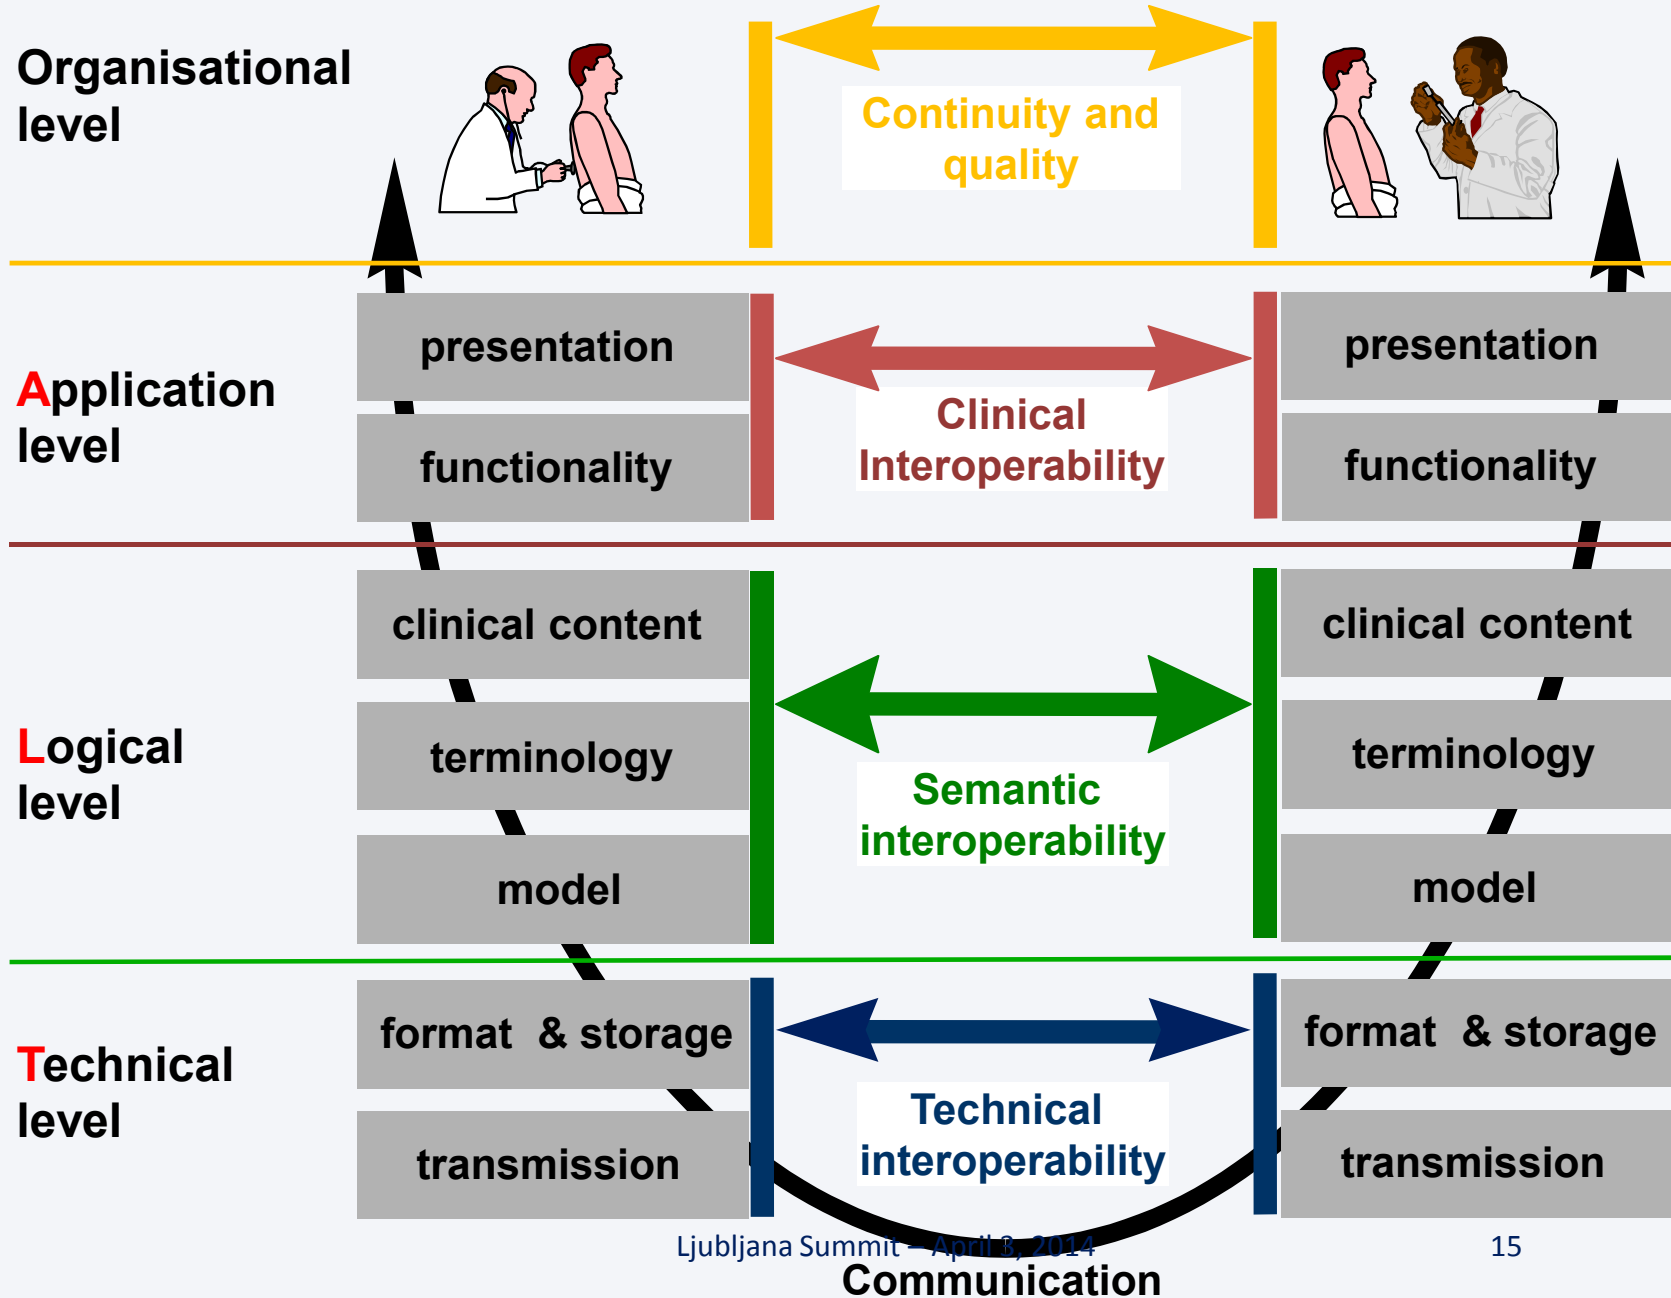 Organisational
level
Continuity and
quality
Application
level
presentation
functionality
Clinical
Interoperability
presentation
functionality
Logical
level
clinical content
terminology
model
Semantic
interoperability
clinical content
terminology
model
Technical
level
format & storage
transmission
Technical
interoperability
format & storage
transmission
Ljubljana Summit – April 3, 2014
15
Communication